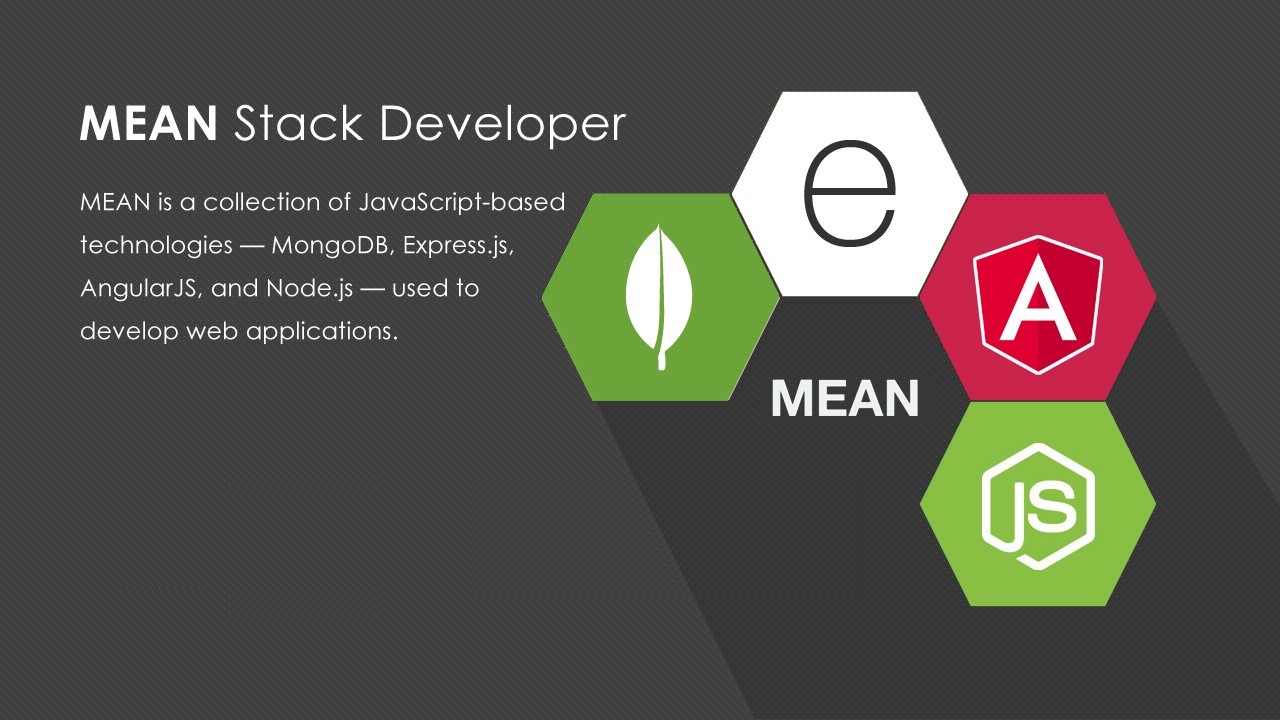 MEAN Stack Developer
MEAN is a collection of JavaScript-based
technologies — MongoDB, Express.js,
AngularJS, and Node.js — used to
develop web applications.
e
A
MEAN
JS